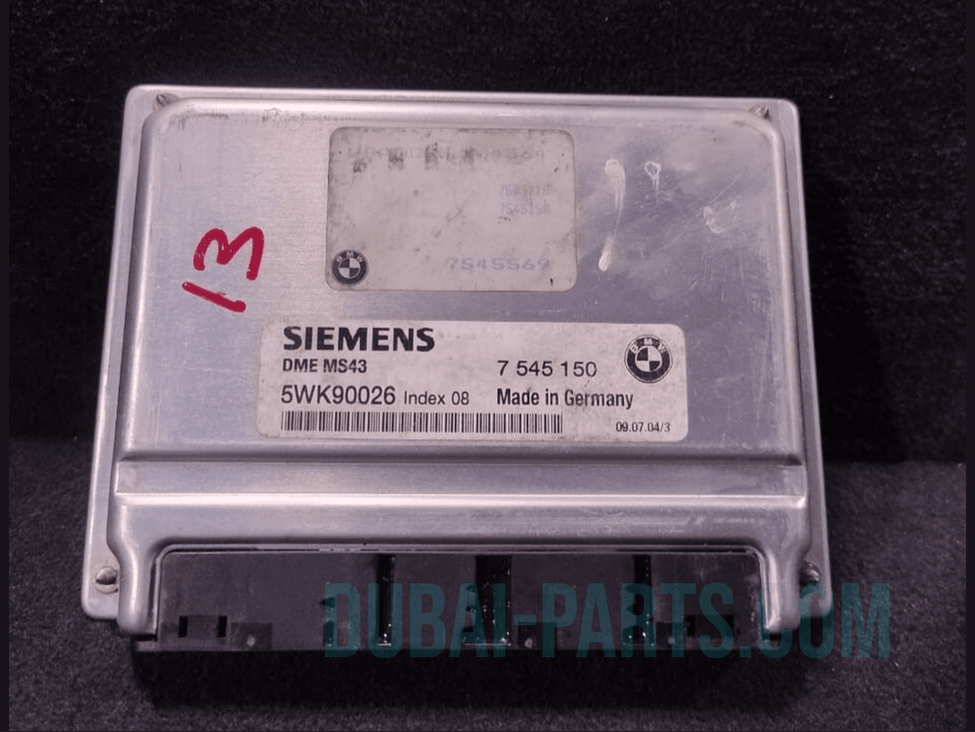 7545569
13
SIEMENS
DME MS43
7 545 150
BMW
5WK90026 Index 08
Made in Germany
09.07.04/3
DUBAI-PARTS.COM